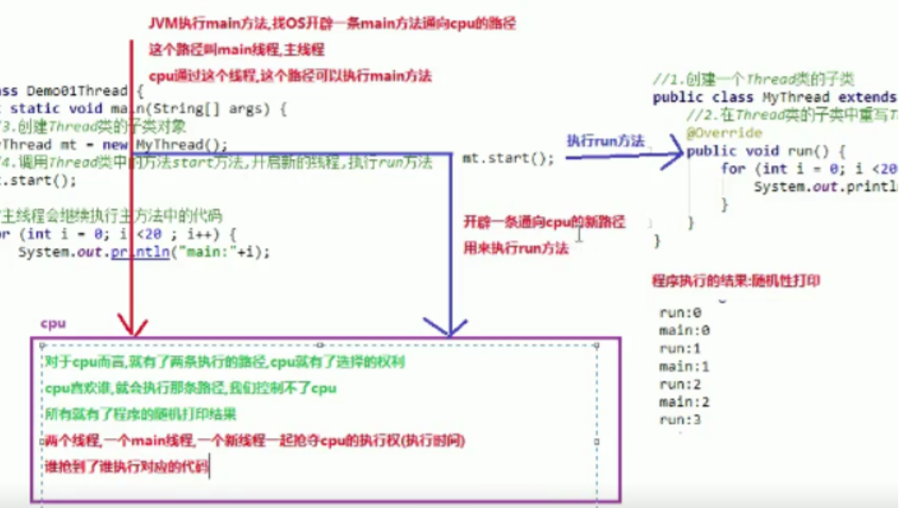 JVM执行main方法,找OS开辟一条main方法通向cpu的路径
这个路径叫main线程,主线程
cpu通过这个线程,这个路径可以执行main方法
ass Demo01Thread {
static void main(String[] args) {
3.创建Thread类的子类对象
Thread mt = new MyThread();
4.调用Thread类中的方法start方法,开启新的线程,执行run方法
.start();
主线程会继续执行主方法中的代码
or (int i = 0; i <20 ; i++) {
System.out.println("main:"+i);
mt.start();
执行run方法
开辟一条通向cpu的新路径
用来执行run方法
//1.创建一个Thread类的子类
public class MyThread extends
//2.在Thread类的子类中重写T
@Override
public void run() {
for (int i = 0; i <20
System.out.println
}
}
}
程序执行的结果:随机性打印
run:0
main:0
run:1
main:1
run:2
main:2
run:3
cpu
对于cpu而言,就有了两条执行的路径,cpu就有了选择的权利
cpu喜欢谁,就会执行那条路径,我们控制不了cpu
所有就有了程序的随机打印结果
两个线程,一个main线程,一个新线程一起抢夺cpu的执行权(执行时间)
谁抢到了谁执行对应的代码